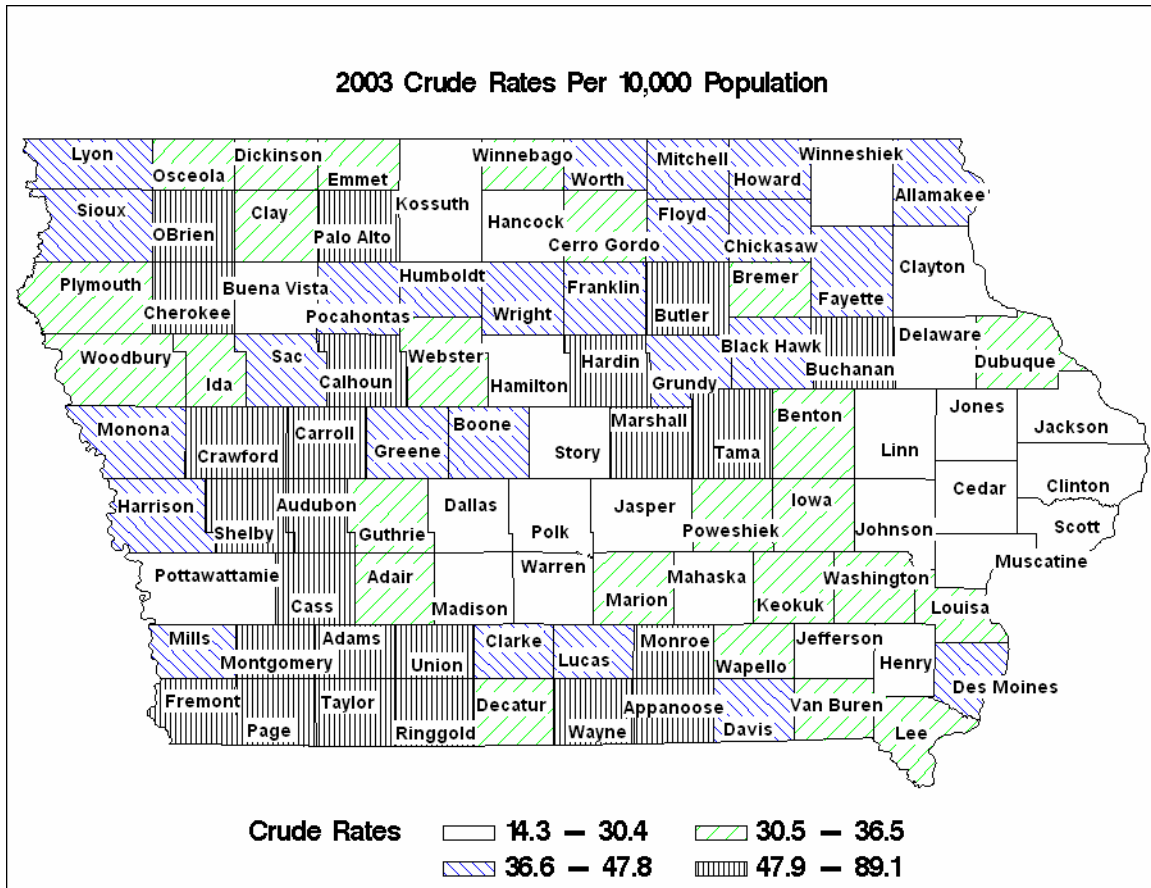 2003 Crude Rates Per 10,000 Population
Lyon
Osceola
Dickinson
Emmet
Winnebago
Worth
Mitchell
Howard
Winneshiek
Allamakee
Sioux
OBrien
Clay
Palo Alto
Kossuth
Hancock
Cerro Gordo
Floyd
Chickasaw
Clayton
Plymouth
Cherokee
Buena Vista
Pocahontas
Humboldt
Wright
Franklin
Butler
Bremer
Fayette
Woodbury
Ida
Sac
Calhoun
Webster
Hamilton
Hardin
Grundy
Black Hawk
Buchanan
Delaware
Dubuque
Monona
Crawford
Carroll
Greene
Boone
Story
Marshall
Tama
Benton
Linn
Jones
Jackson
Harrison
Shelby
Audubon
Guthrie
Dallas
Polk
Jasper
Poweshiek
Iowa
Johnson
Cedar
Clinton
Scott
Muscatine
Pottawattamie
Cass
Adair
Madison
Warren
Marion
Mahaska
Keokuk
Washington
Louisa
Mills
Montgomery
Adams
Union
Clarke
Lucas
Monroe
Wapello
Jefferson
Henry
Des Moines
Fremont
Page
Taylor
Ringgold
Decatur
Wayne
Appanoose
Davis
Van Buren
Lee
Crude Rates 14.3 – 30.4 30.5 – 36.5
36.6 – 47.8 47.9 – 89.1